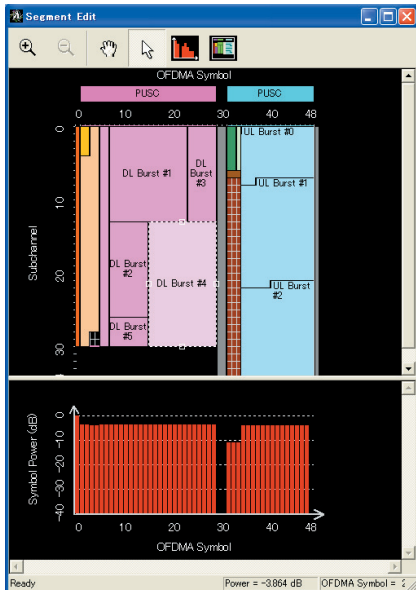 Segment Edit
OFDMA Symbol
PUSC PUSC
0 10 20 30 40 48
Subchannel
0
10
20
30
DL Burst #1
DL Burst #3
DL Burst #2
DL Burst #4
DL Burst #5
UL Burst #0
UL Burst #1
UL Burst #2
Symbol Power (dB)
0
-10
-20
-30
-40
0 10 20 30 40 48
OFDMA Symbol
Ready Power = -3.864 dB OFDMA Symbol =